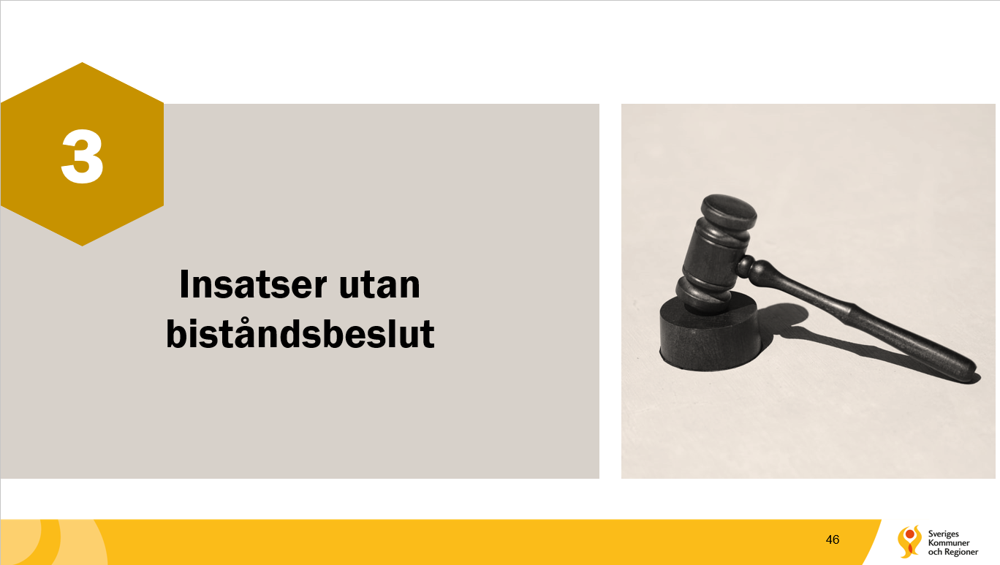 3
Insatser utan
biståndsbeslut
46
Sveriges
Kommuner
och Regioner